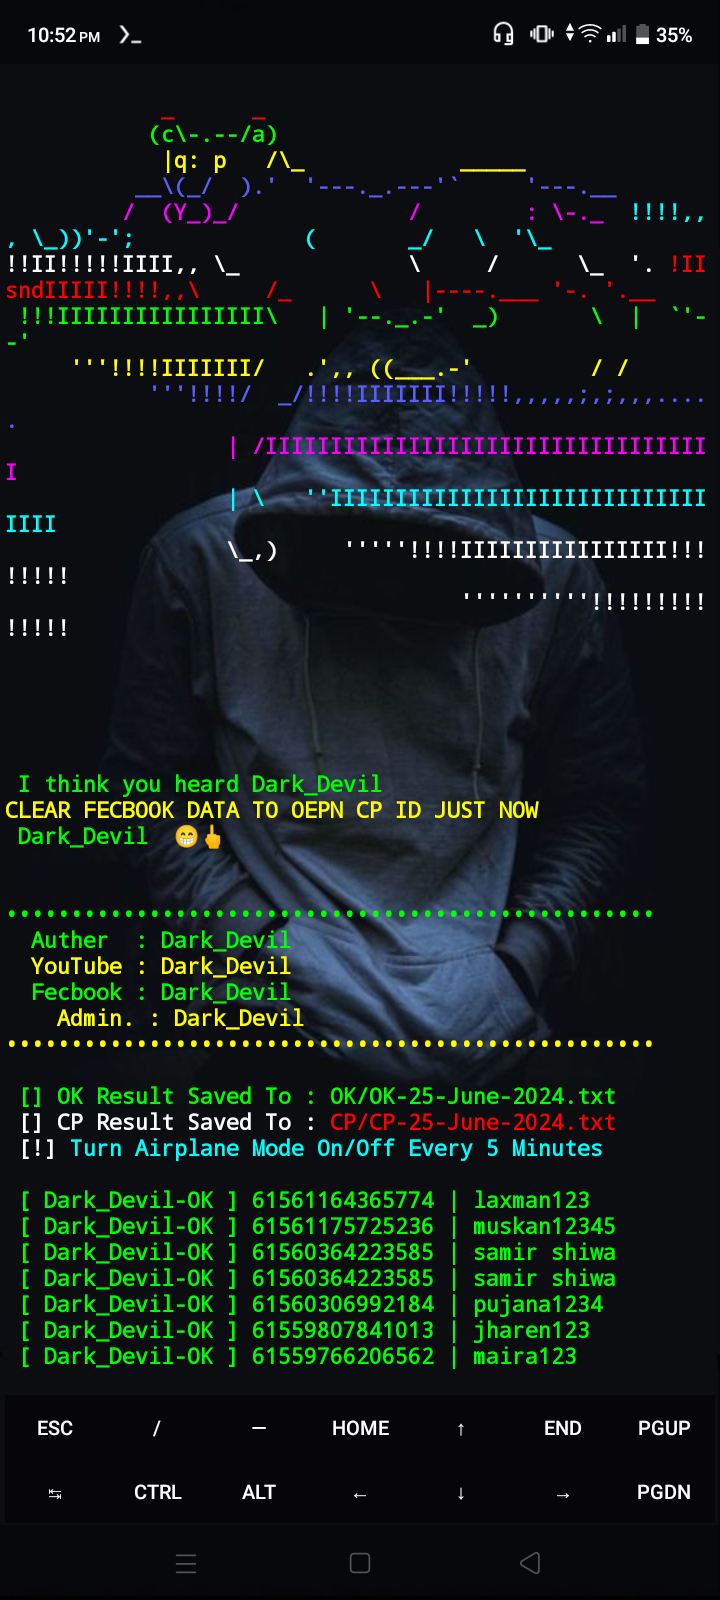 10:52 PM 35%
_ _
(c\-.--/a)
|q: p /\_ _____
__\(_/ ).' '---._.---'` '---.__
/ (Y_)_/ / : \-._ !!!!,,
, \_))'-'; ( _/ \ '\_
!!II!!!!!IIII,, \_ \ / \_ '. !II
sndIIIII!!!!,,\ /_ \ |----.___ '-. '.__
!!!IIIIIIIIIIIIIIII\ | '--._.-' _) \ | `'-
-'
'''!!!!IIIIIII/ .',, ((___.-' / /
'''!!!!/ _/!!!!IIIIIII!!!!!,,,,,;,;,,,....
.
| /IIIIIIIIIIIIIIIIIIIIIIIIIIIIIIIIII
I
| \ ''IIIIIIIIIIIIIIIIIIIIIIIIIIIII
IIII
\_,) '''''!!!!IIIIIIIIIIIIIIII!!!
!!!!!
''''''''''!!!!!!!!!
!!!!!
I think you heard Dark_Devil
CLEAR FECBOOK DATA TO OEPN CP ID JUST NOW
Dark_Devil 😁🖕
••••••••••••••••••••••••••••••••••••••••••••••••••
Auther : Dark_Devil
YouTube : Dark_Devil
Fecbook : Dark_Devil
Admin. : Dark_Devil
••••••••••••••••••••••••••••••••••••••••••••••••••
[] OK Result Saved To : OK/OK-25-June-2024.txt
[] CP Result Saved To : CP/CP-25-June-2024.txt
[!] Turn Airplane Mode On/Off Every 5 Minutes
[ Dark_Devil-OK ] 61561164365774 | laxman123
[ Dark_Devil-OK ] 61561175725236 | muskan12345
[ Dark_Devil-OK ] 61560364223585 | samir shiwa
[ Dark_Devil-OK ] 61560364223585 | samir shiwa
[ Dark_Devil-OK ] 61560306992184 | pujana1234
[ Dark_Devil-OK ] 61559807841013 | jharen123
[ Dark_Devil-OK ] 61559766206562 | maira123
ESC / — HOME ↑ END PGUP
↹ CTRL ALT ← ↓ → PGDN